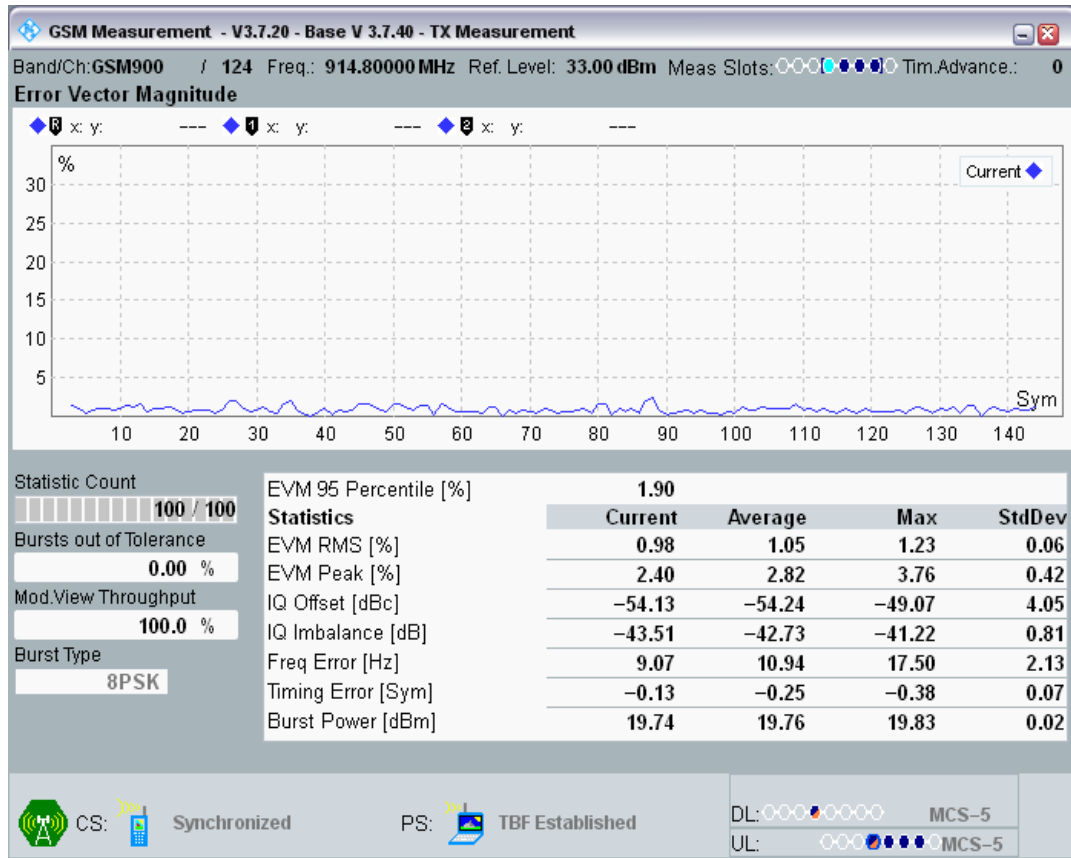 GSM Measurement - V3.7.20 - Base V 3.7.40 - TX Measurement
Band/Ch:GSM900 / 124 Freq.: 914.80000 MHz Ref. Level: 33.00 dBm Meas Slots: Tim.Advance.: 0
Error Vector Magnitude
R x: y: --- 1 x: y: --- 2 x: y: ---
%
Current
30
25
20
15
10
5
Sym
10 20 30 40 50 60 70 80 90 100 110 120 130 140
Statistic Count
100 / 100
Bursts out of Tolerance
0.00 %
Mod.View Throughput
100.0 %
Burst Type
8PSK
EVM 95 Percentile [%] 1.90
Statistics Current Average Max StdDev
EVM RMS [%] 0.98 1.05 1.23 0.06
EVM Peak [%] 2.40 2.82 3.76 0.42
IQ Offset [dBc] −54.13 −54.24 −49.07 4.05
IQ Imbalance [dB] −43.51 −42.73 −41.22 0.81
Freq Error [Hz] 9.07 10.94 17.50 2.13
Timing Error [Sym] −0.13 −0.25 −0.38 0.07
Burst Power [dBm] 19.74 19.76 19.83 0.02
CS: Synchronized PS: TBF Established
DL: MCS−5
UL: MCS−5